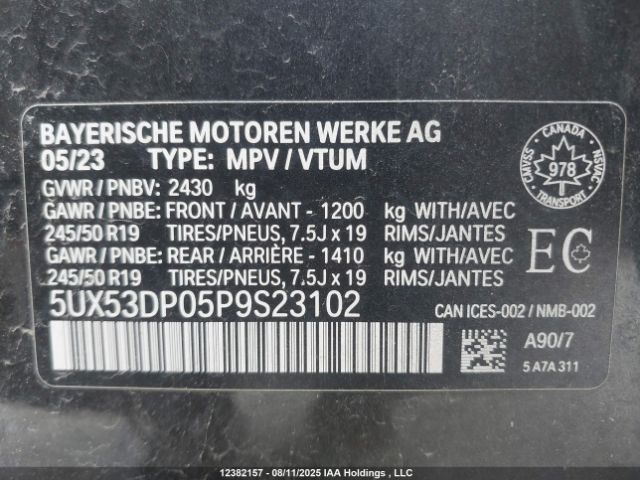 BAYERISCHE MOTOREN WERKE AG
05/23 TYPE: MPV / VTUM
GVWR / PNBV: 2430 kg
GAWR / PNBE: FRONT / AVANT - 1200 kg WITH/AVEC
245/50 R19 TIRES/PNEUS, 7.5J x 19 RIMS/JANTES
GAWR / PNBE: REAR / ARRIÈRE - 1410 kg WITH/AVEC
245/50 R19 TIRES/PNEUS, 7.5J x 19 RIMS/JANTES
5UX53DP05P9S23102
CANADA
CMVSS 978 NSVAC
TRANSPORT
EC
CAN ICES-002 / NMB-002
A90/7
5 A7A 311
12382157 - 08/11/2025 IAA Holdings , LLC